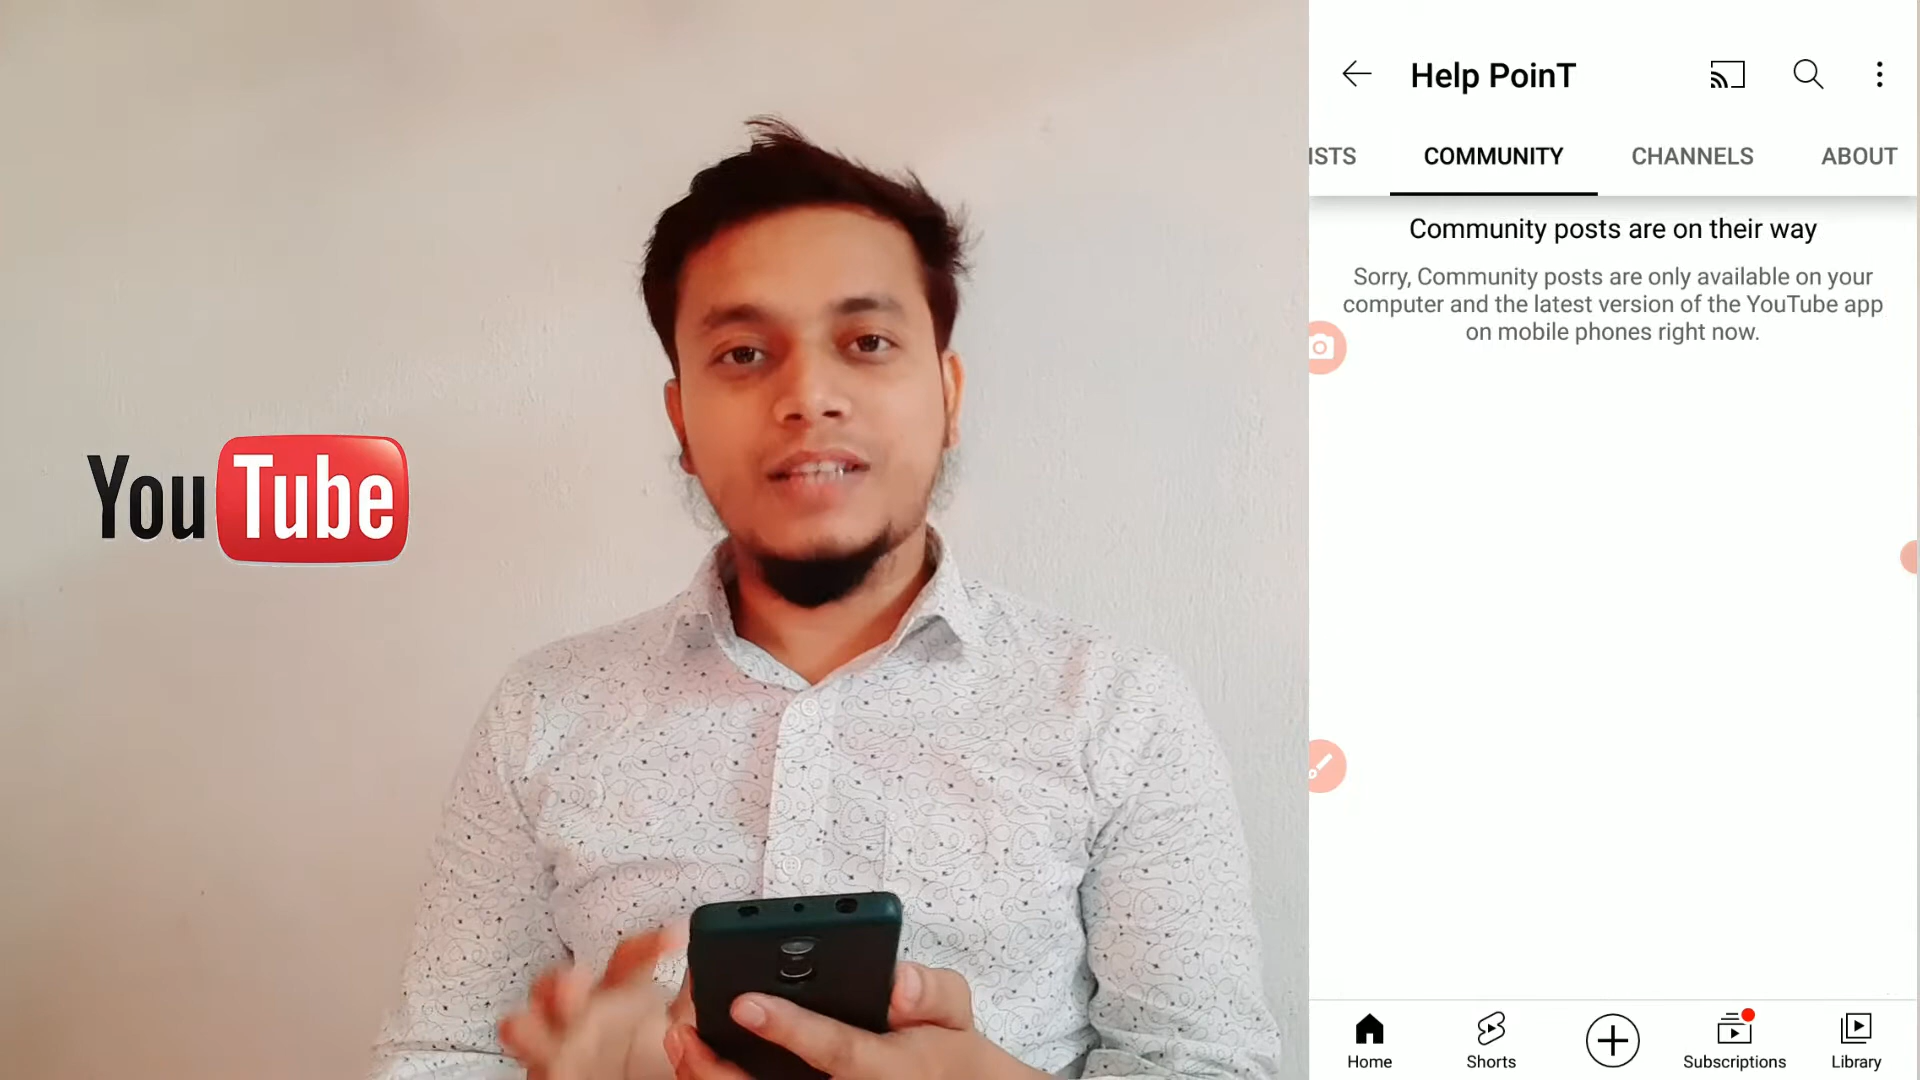 YouTube
Help PoinT
ISTS COMMUNITY CHANNELS ABOUT
Community posts are on their way
Sorry, Community posts are only available on your
computer and the latest version of the YouTube app
on mobile phones right now.
Home Shorts Subscriptions Library